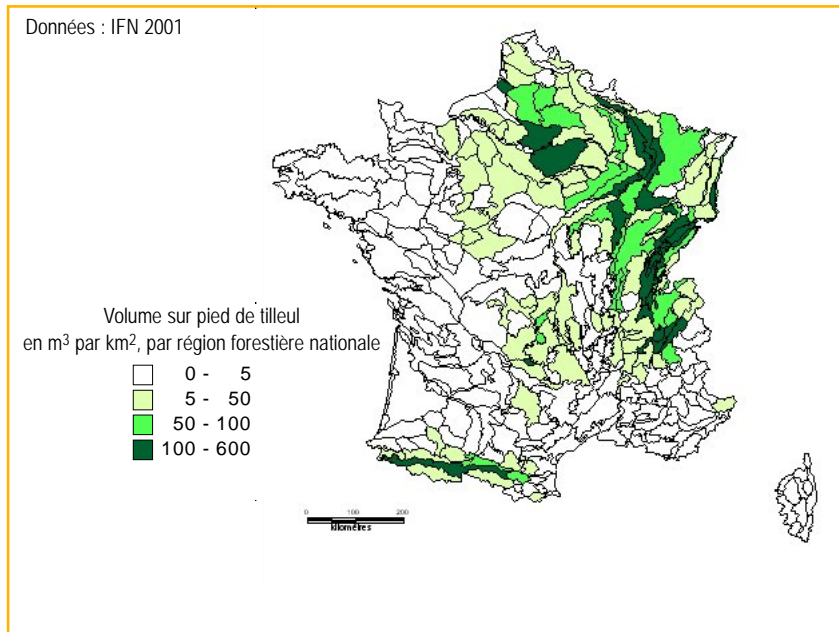 Données : IFN 2001
Volume sur pied de tilleul
en m³ par km², par région forestière nationale
0 - 5
5 - 50
50 - 100
100 - 600
0 100 200
kilomètres